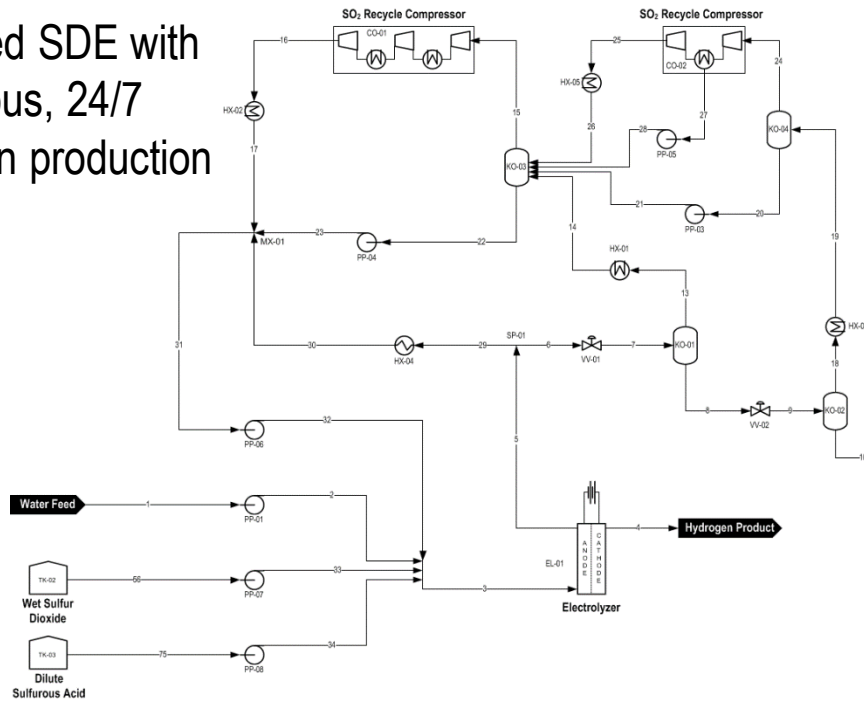 ed SDE with
ous, 24/7
n production
SO₂ Recycle Compressor
SO₂ Recycle Compressor
16
CO-01
25
CO-02
24
HX-02
HX-05
15
26
27
28
PP-05
KO-04
17
KO-03
21
PP-03
20
19
23
22
14
MX-01
PP-04
HX-01
13
31
30
HX-04
29
SP-01
6
VV-01
7
KO-01
18
8
VV-02
9
KO-02
32
5
PP-06
Water Feed
1
2
PP-01
ANODE
CATHODE
4
Hydrogen Product
EL-01
TK-02
56
33
PP-07
3
Wet Sulfur
Dioxide
Electrolyzer
TK-03
75
34
PP-08
Dilute
Sulfurous Acid